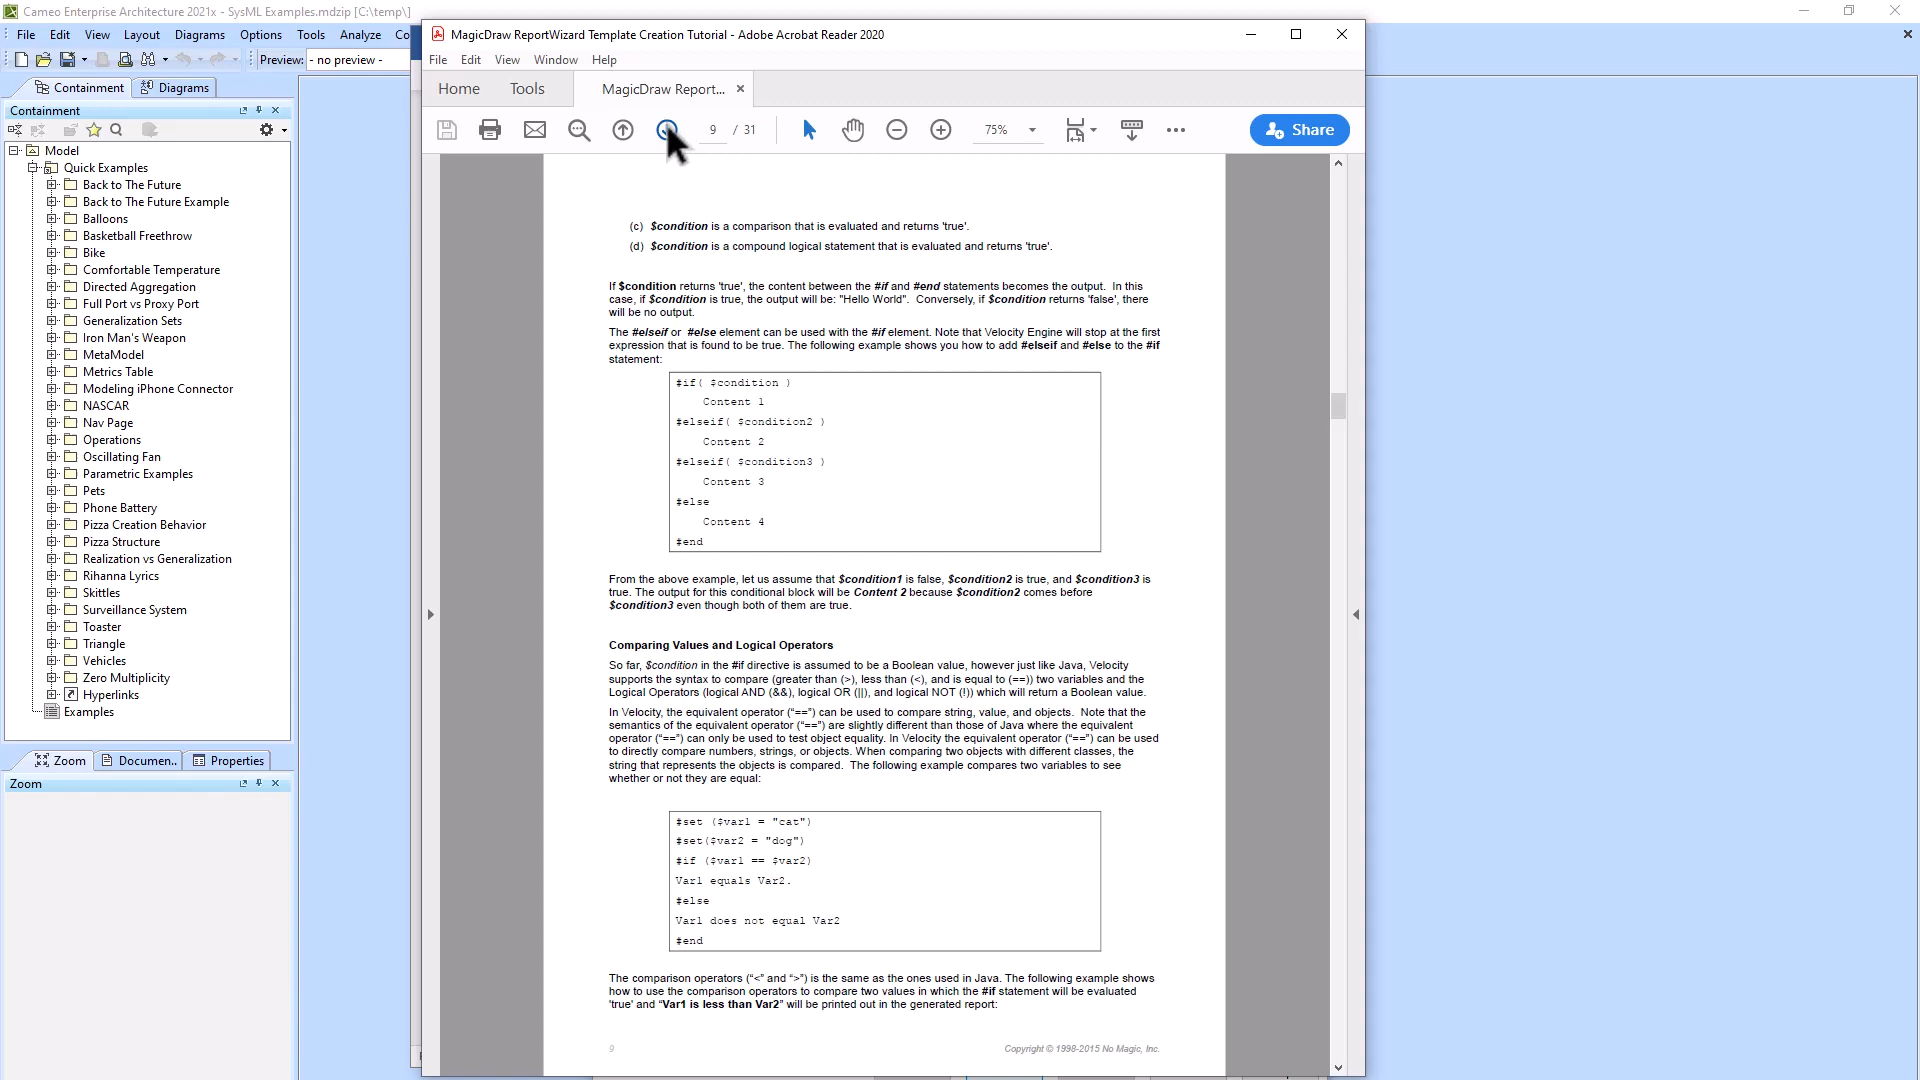 Cameo Enterprise Architecture 2021x - SysML Examples.mdzip [C:\temp\]
File Edit View Layout Diagrams Options Tools Analyze Co
Preview: - no preview -
Containment Diagrams
Containment
Model
Quick Examples
Back to The Future
Back to The Future Example
Balloons
Basketball Freethrow
Bike
Comfortable Temperature
Directed Aggregation
Full Port vs Proxy Port
Generalization Sets
Iron Man's Weapon
MetaModel
Metrics Table
Modeling iPhone Connector
NASCAR
Nav Page
Operations
Oscillating Fan
Parametric Examples
Pets
Phone Battery
Pizza Creation Behavior
Pizza Structure
Realization vs Generalization
Rihanna Lyrics
Skittles
Surveillance System
Toaster
Triangle
Vehicles
Zero Multiplicity
Hyperlinks
Examples
Zoom Documen.. Properties
Zoom
MagicDraw ReportWizard Template Creation Tutorial - Adobe Acrobat Reader 2020
File Edit View Window Help
Home Tools MagicDraw Report... ×
9 / 31 75% Share
(c) $condition is a comparison that is evaluated and returns 'true'.
(d) $condition is a compound logical statement that is evaluated and returns 'true'.
If $condition returns 'true', the content between the #if and #end statements becomes the output. In this
case, if $condition is true, the output will be: "Hello World". Conversely, if $condition returns 'false', there
will be no output.
The #elseif or #else element can be used with the #if element. Note that Velocity Engine will stop at the first
expression that is found to be true. The following example shows you how to add #elseif and #else to the #if
statement:
#if( $condition )
Content 1
#elseif( $condition2 )
Content 2
#elseif( $condition3 )
Content 3
#else
Content 4
#end
From the above example, let us assume that $condition1 is false, $condition2 is true, and $condition3 is
true. The output for this conditional block will be Content 2 because $condition2 comes before
$condition3 even though both of them are true.
Comparing Values and Logical Operators
So far, $condition in the #if directive is assumed to be a Boolean value, however just like Java, Velocity
supports the syntax to compare (greater than (>), less than (<), and is equal to (==)) two variables and the
Logical Operators (logical AND (&&), logical OR (||), and logical NOT (!)) which will return a Boolean value.
In Velocity, the equivalent operator (“==”) can be used to compare string, value, and objects. Note that the
semantics of the equivalent operator (“==”) are slightly different than those of Java where the equivalent
operator (“==”) can only be used to test object equality. In Velocity the equivalent operator (“==”) can be used
to directly compare numbers, strings, or objects. When comparing two objects with different classes, the
string that represents the objects is compared. The following example compares two variables to see
whether or not they are equal:
#set ($var1 = "cat")
#set($var2 = "dog")
#if ($var1 == $var2)
Var1 equals Var2.
#else
Var1 does not equal Var2
#end
The comparison operators (“<” and “>”) is the same as the ones used in Java. The following example shows
how to use the comparison operators to compare two values in which the #if statement will be evaluated
'true' and “Var1 is less than Var2” will be printed out in the generated report:
9 Copyright © 1998-2015 No Magic, Inc.